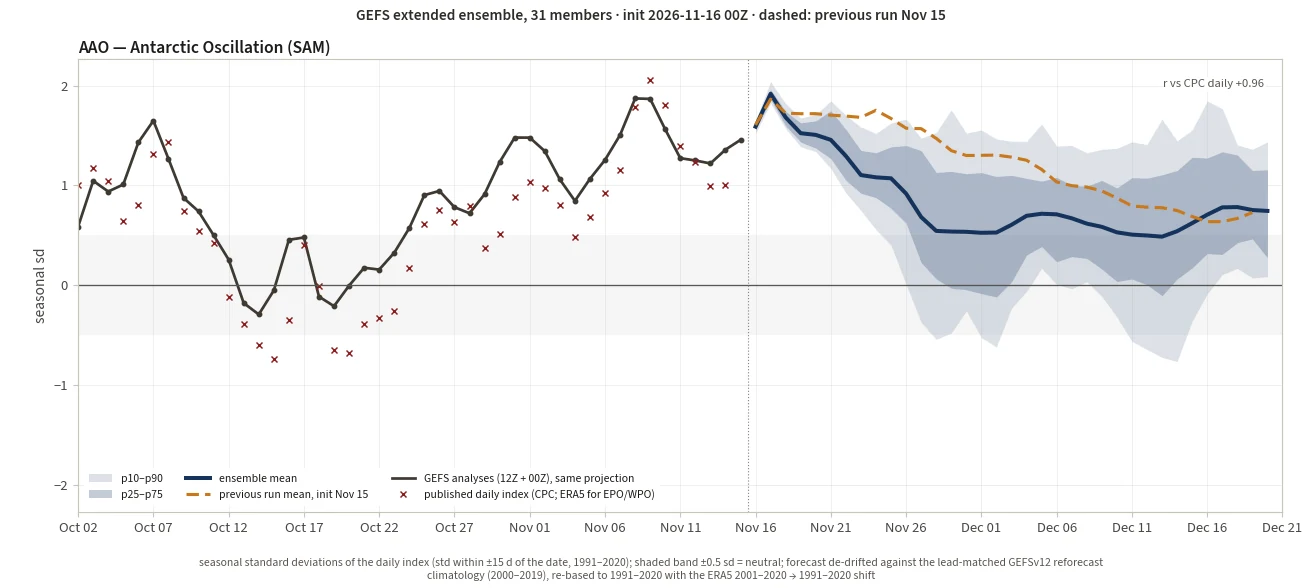 GEFS extended ensemble, 31 members · init 2026-11-16 00Z · dashed: previous run Nov 15
AAO — Antarctic Oscillation (SAM)
r vs CPC daily +0.96
seasonal sd
2
1
0
−1
−2
p10–p90
p25–p75
ensemble mean
previous run mean, init Nov 15
GEFS analyses (12Z + 00Z), same projection
published daily index (CPC; ERA5 for EPO/WPO)
Oct 02 Oct 07 Oct 12 Oct 17 Oct 22 Oct 27 Nov 01 Nov 06 Nov 11 Nov 16 Nov 21 Nov 26 Dec 01 Dec 06 Dec 11 Dec 16 Dec 21
seasonal standard deviations of the daily index (std within ±15 d of the date, 1991–2020); shaded band ±0.5 sd = neutral; forecast de-drifted against the lead-matched GEFSv12 reforecast
climatology (2000–2019), re-based to 1991–2020 with the ERA5 2001–2020 → 1991–2020 shift